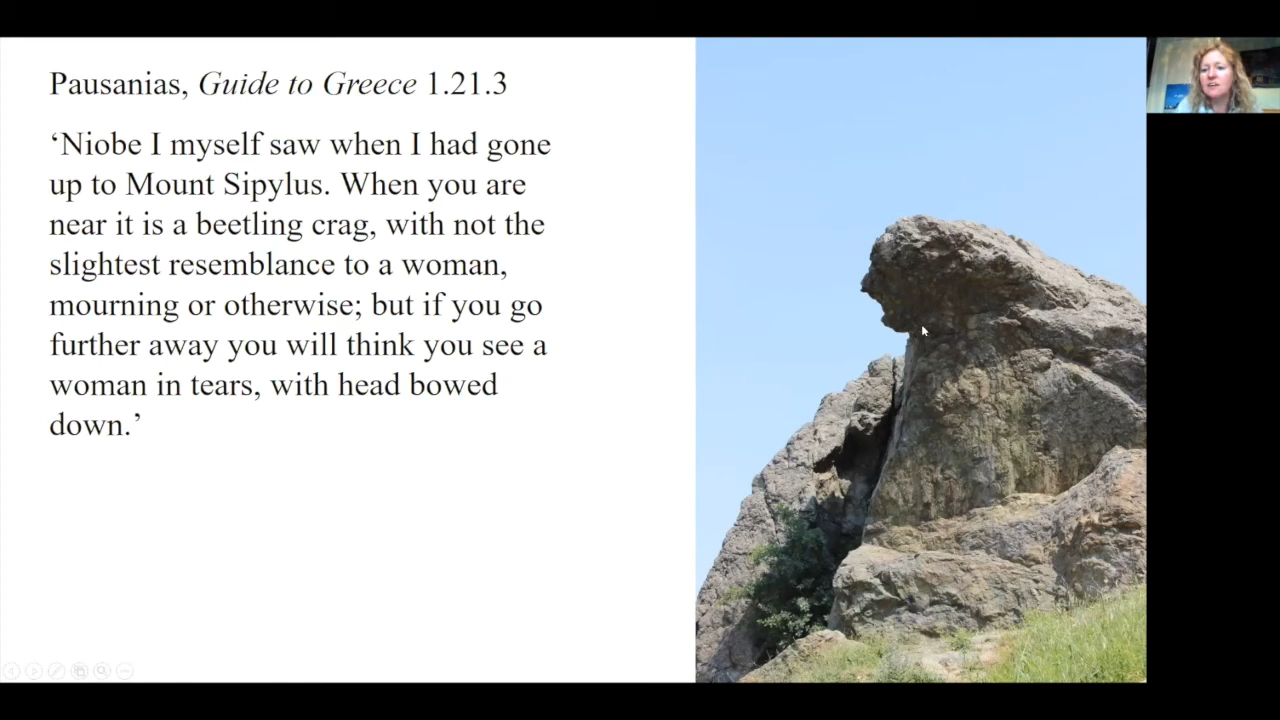 Pausanias, Guide to Greece 1.21.3
‘Niobe I myself saw when I had gone
up to Mount Sipylus. When you are
near it is a beetling crag, with not the
slightest resemblance to a woman,
mourning or otherwise; but if you go
further away you will think you see a
woman in tears, with head bowed
down.’